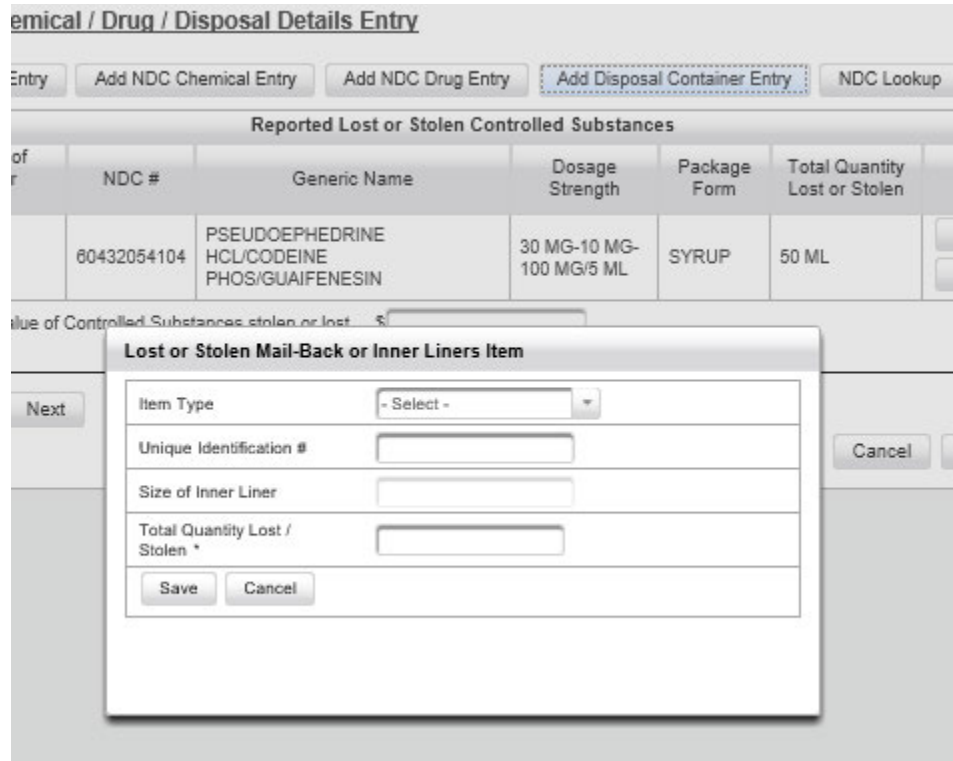 emical / Drug / Disposal Details Entry
Entry Add NDC Chemical Entry Add NDC Drug Entry Add Disposal Container Entry NDC Lookup
Reported Lost or Stolen Controlled Substances
of
r
NDC #
Generic Name
Dosage
Strength
Package
Form
Total Quantity
Lost or Stolen
60432054104
PSEUDOEPHEDRINE
HCL/CODEINE
PHOS/GUAIFENESIN
30 MG-10 MG-
100 MG/5 ML
SYRUP
50 ML
alue of Controlled Substances stolen or lost $
Lost or Stolen Mail-Back or Inner Liners Item
Item Type - Select -
Unique Identification #
Size of Inner Liner
Total Quantity Lost /
Stolen *
Save Cancel
Next
Cancel